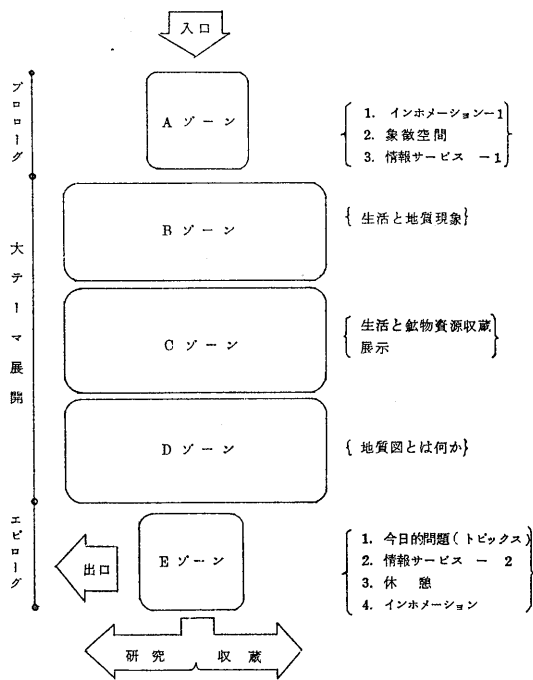 入口
プロローグ
Aゾーン
1. インホメーション-1
2. 象徴空間
3. 情報サービス -1
大テーマ展開
Bゾーン
生活と地質現象
Cゾーン
生活と鉱物資源収蔵
展示
Dゾーン
地質図とは何か
エピローグ
出口
Eゾーン
1. 今日的問題(トピックス)
2. 情報サービス - 2
3. 休憩
4. インホメーション
研究 収蔵